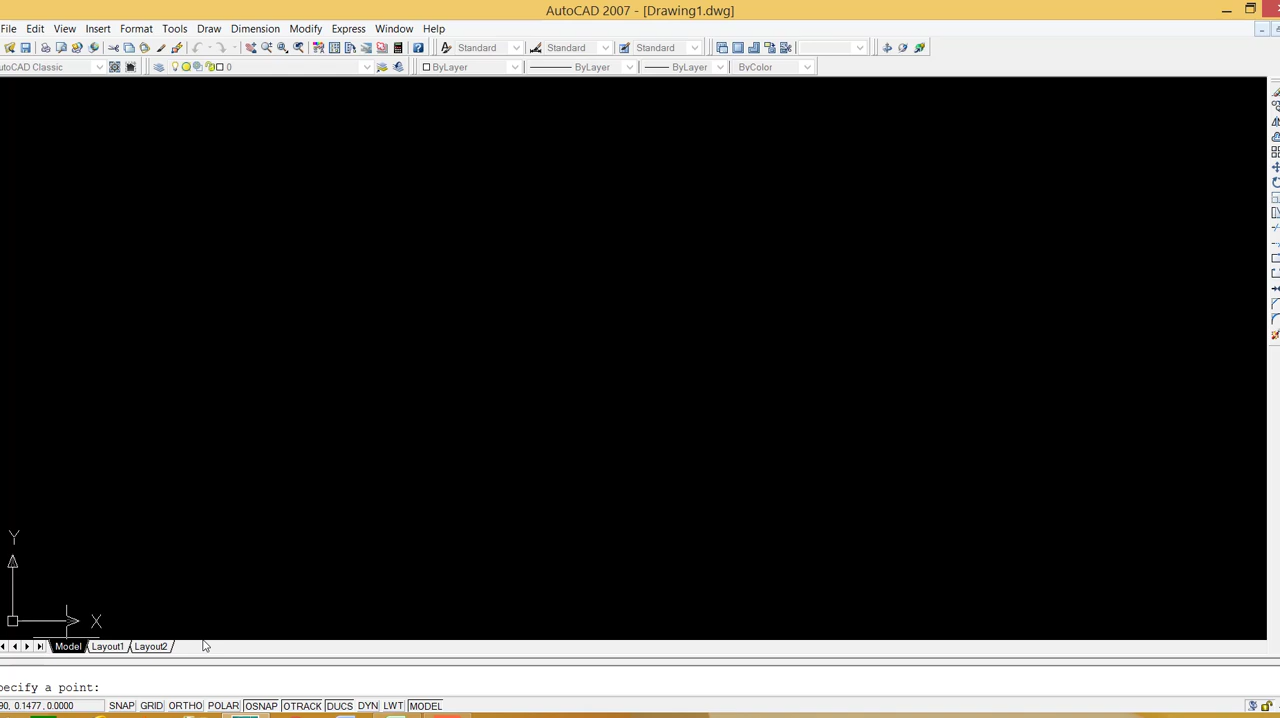 AutoCAD 2007 - [Drawing1.dwg]
File Edit View Insert Format Tools Draw Dimension Modify Express Window Help
Standard Standard Standard
utoCAD Classic 0 ByLayer ByLayer ByLayer ByColor
Y
X
Model Layout1 Layout2
pecify a point:
90, 0.1477, 0.0000 SNAP GRID ORTHO POLAR OSNAP OTRACK DUCS DYN LWT MODEL